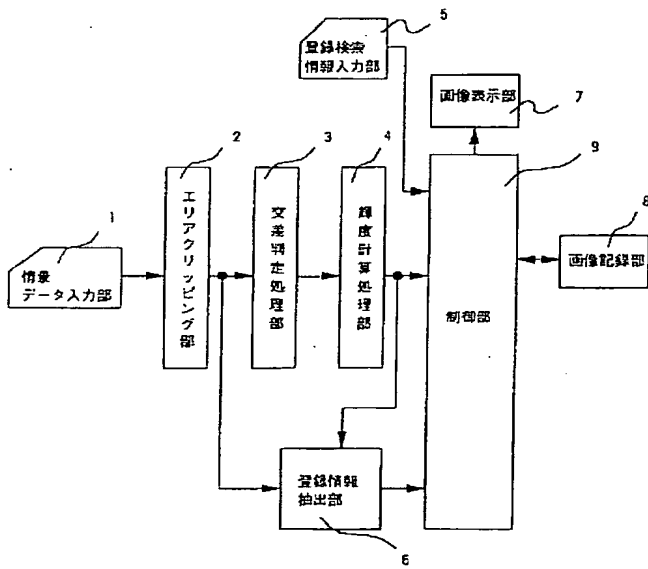 5
登録検索
情報入力部
画像表示部
7
2
3
4
9
1
8
情景
データ入力部
エリアクリッピング部
交差判定処理部
輝度計算処理部
制御部
画像記録部
登録情報
抽出部
6